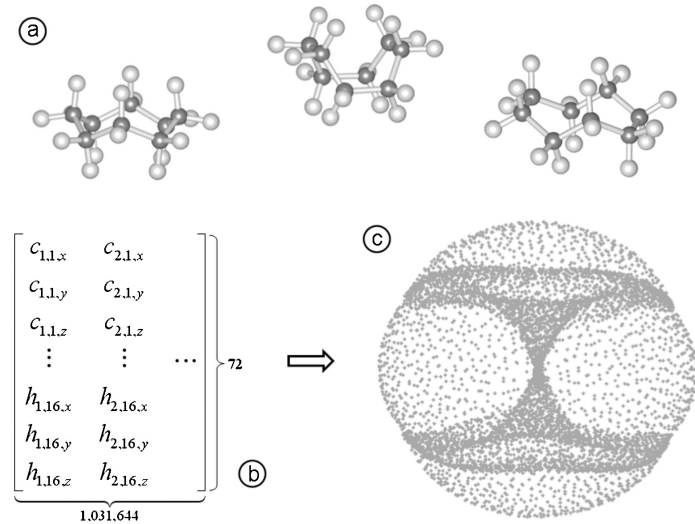 a
c
c1,1,x c2,1,x
c1,1,y c2,1,y
c1,1,z c2,1,z
⋮ ⋮ ⋯ 72
h1,16,x h2,16,x
h1,16,y h2,16,y
h1,16,z h2,16,z
b
1,031,644